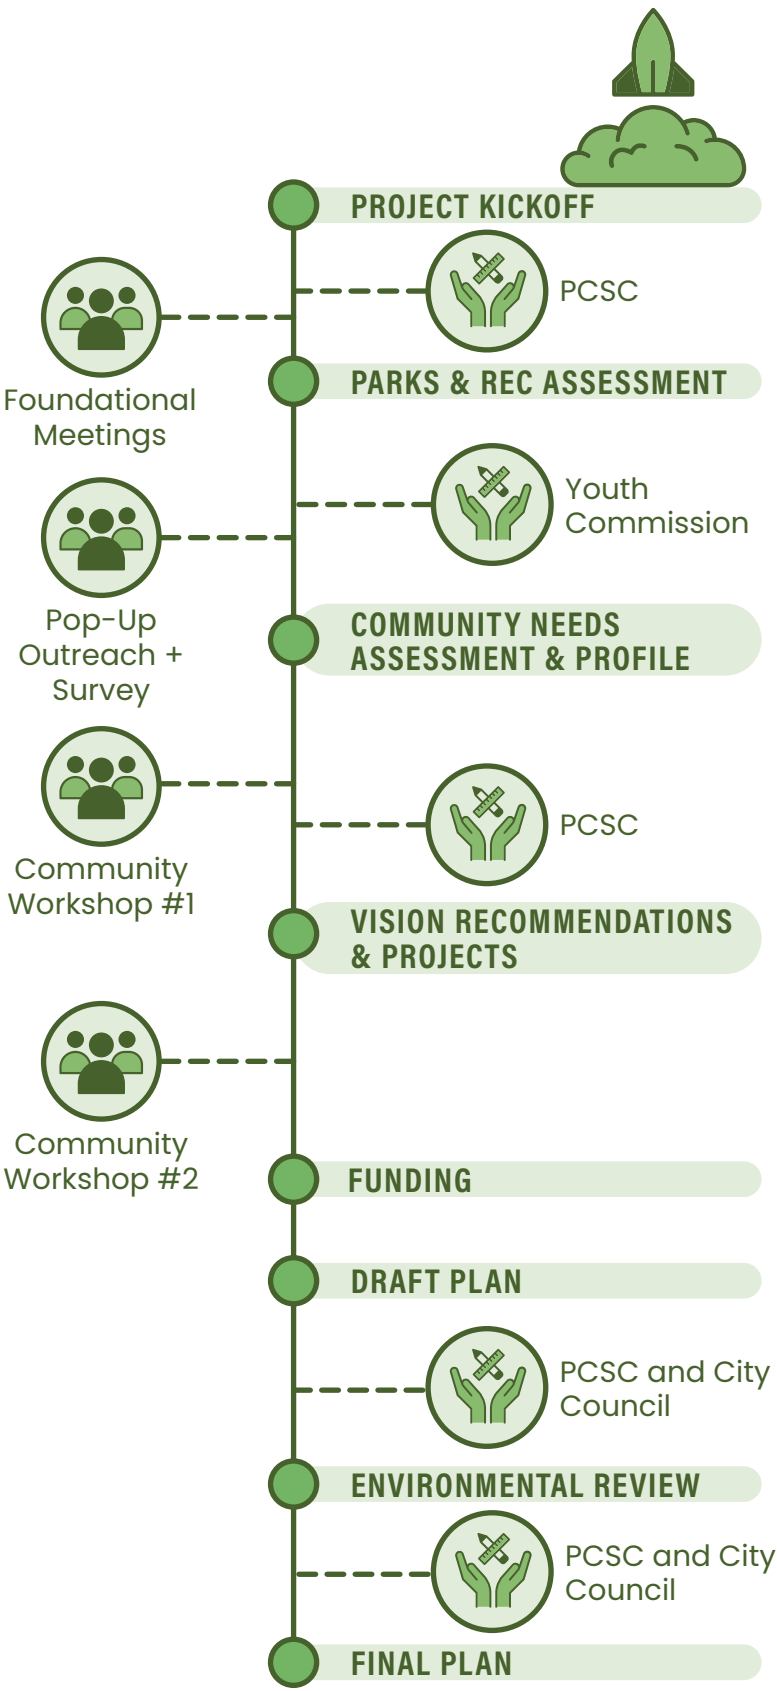 PROJECT KICKOFF
PCSC
Foundational
Meetings
PARKS & REC ASSESSMENT
Youth
Commission
Pop-Up
Outreach +
Survey
COMMUNITY NEEDS
ASSESSMENT & PROFILE
Community
Workshop #1
PCSC
VISION RECOMMENDATIONS
& PROJECTS
Community
Workshop #2
FUNDING
DRAFT PLAN
PCSC and City
Council
ENVIRONMENTAL REVIEW
PCSC and City
Council
FINAL PLAN